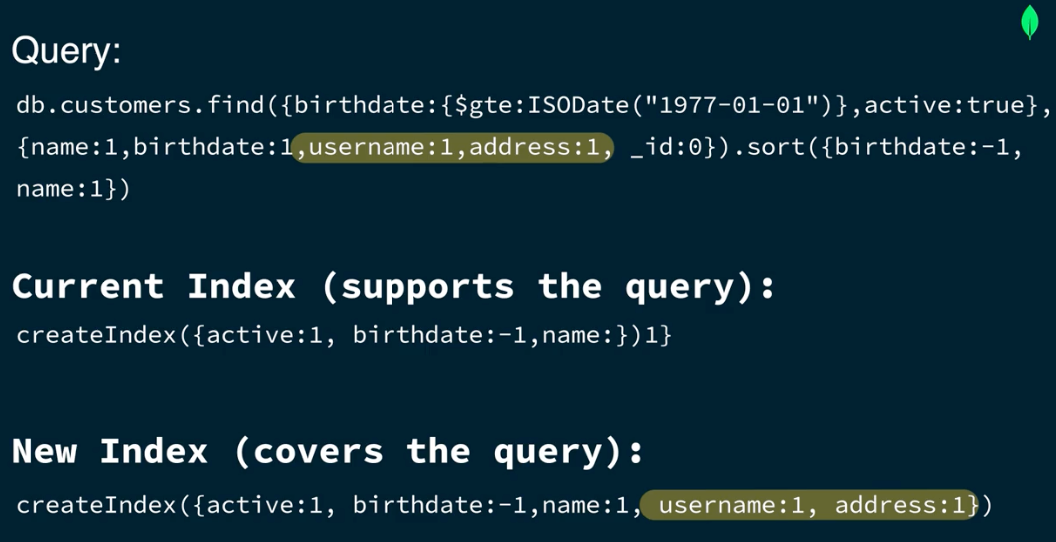 Query:
db.customers.find({birthdate:{$gte:ISODate("1977-01-01")},active:true},
{name:1,birthdate:1,username:1,address:1, _id:0}).sort({birthdate:-1,
name:1})
Current Index (supports the query):
createIndex({active:1, birthdate:-1,name:})1}
New Index (covers the query):
createIndex({active:1, birthdate:-1,name:1, username:1, address:1})